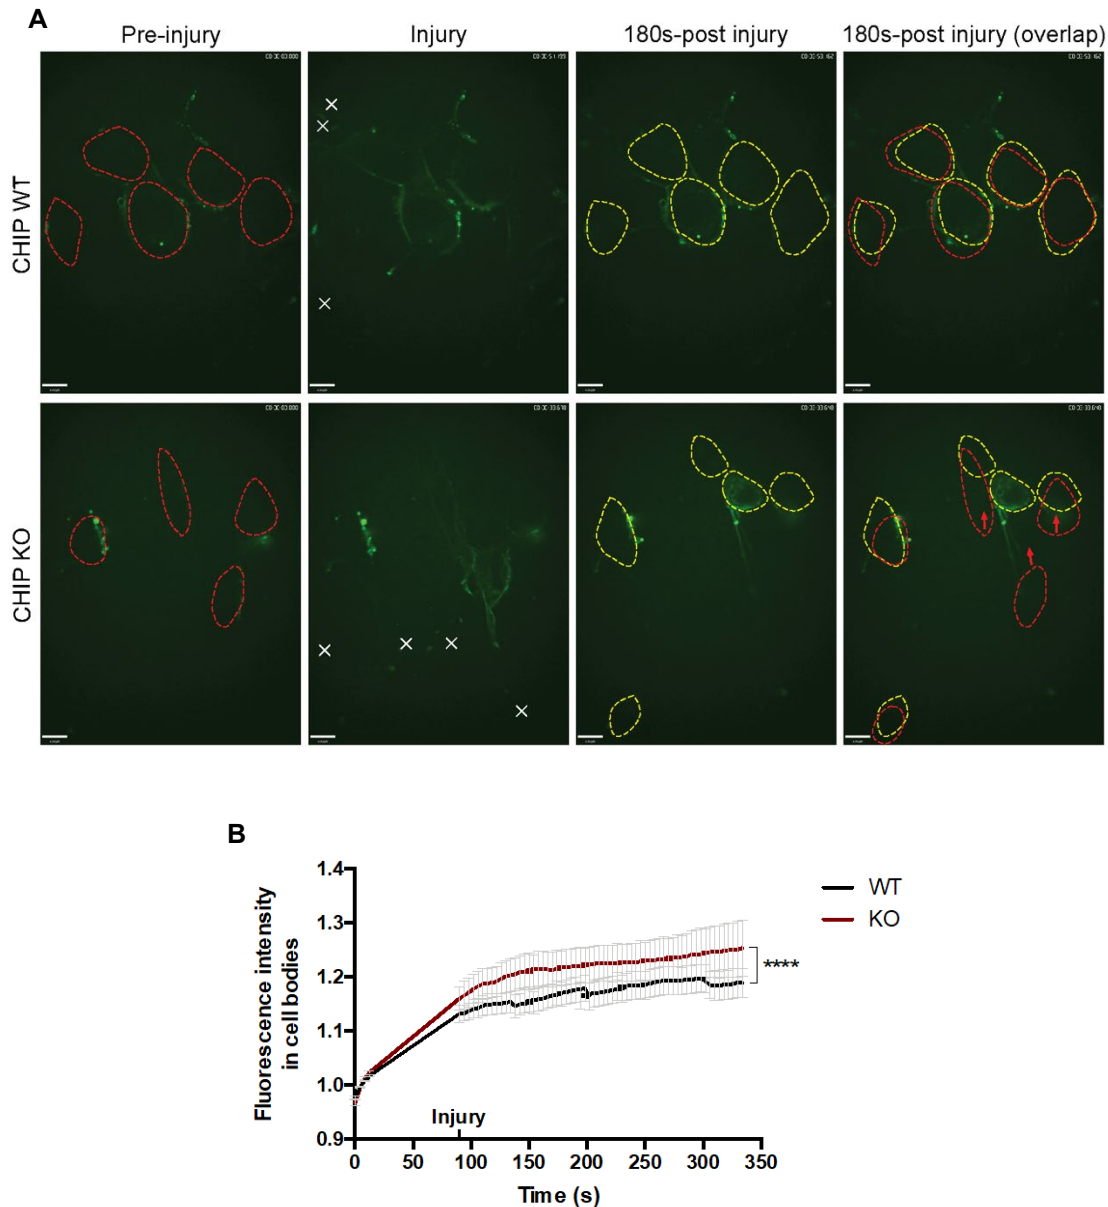 A
Pre-injury
Injury
180s-post injury
180s-post injury (overlap)
CHIP WT
CHIP KO
B
Fluorescence intensity
in cell bodies
1.4
1.3
1.2
1.1
1.0
0.9
Injury
0
50
100
150
200
250
300
350
Time (s)
WT
KO
****